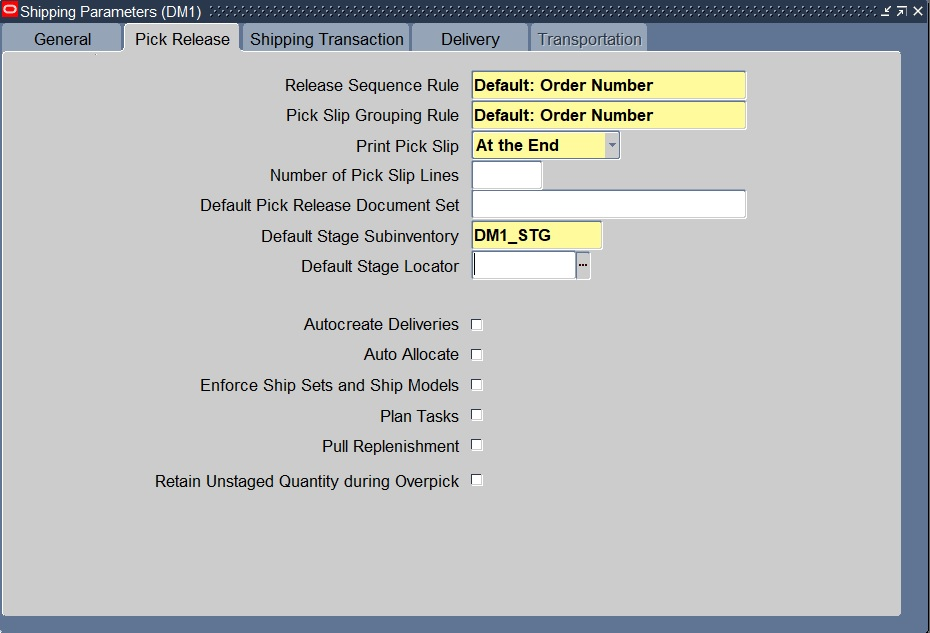 Shipping Parameters (DM1)
General Pick Release Shipping Transaction Delivery Transportation
Release Sequence Rule Default: Order Number
Pick Slip Grouping Rule Default: Order Number
Print Pick Slip At the End
Number of Pick Slip Lines
Default Pick Release Document Set
Default Stage Subinventory DM1_STG
Default Stage Locator ...
Autocreate Deliveries
Auto Allocate
Enforce Ship Sets and Ship Models
Plan Tasks
Pull Replenishment
Retain Unstaged Quantity during Overpick